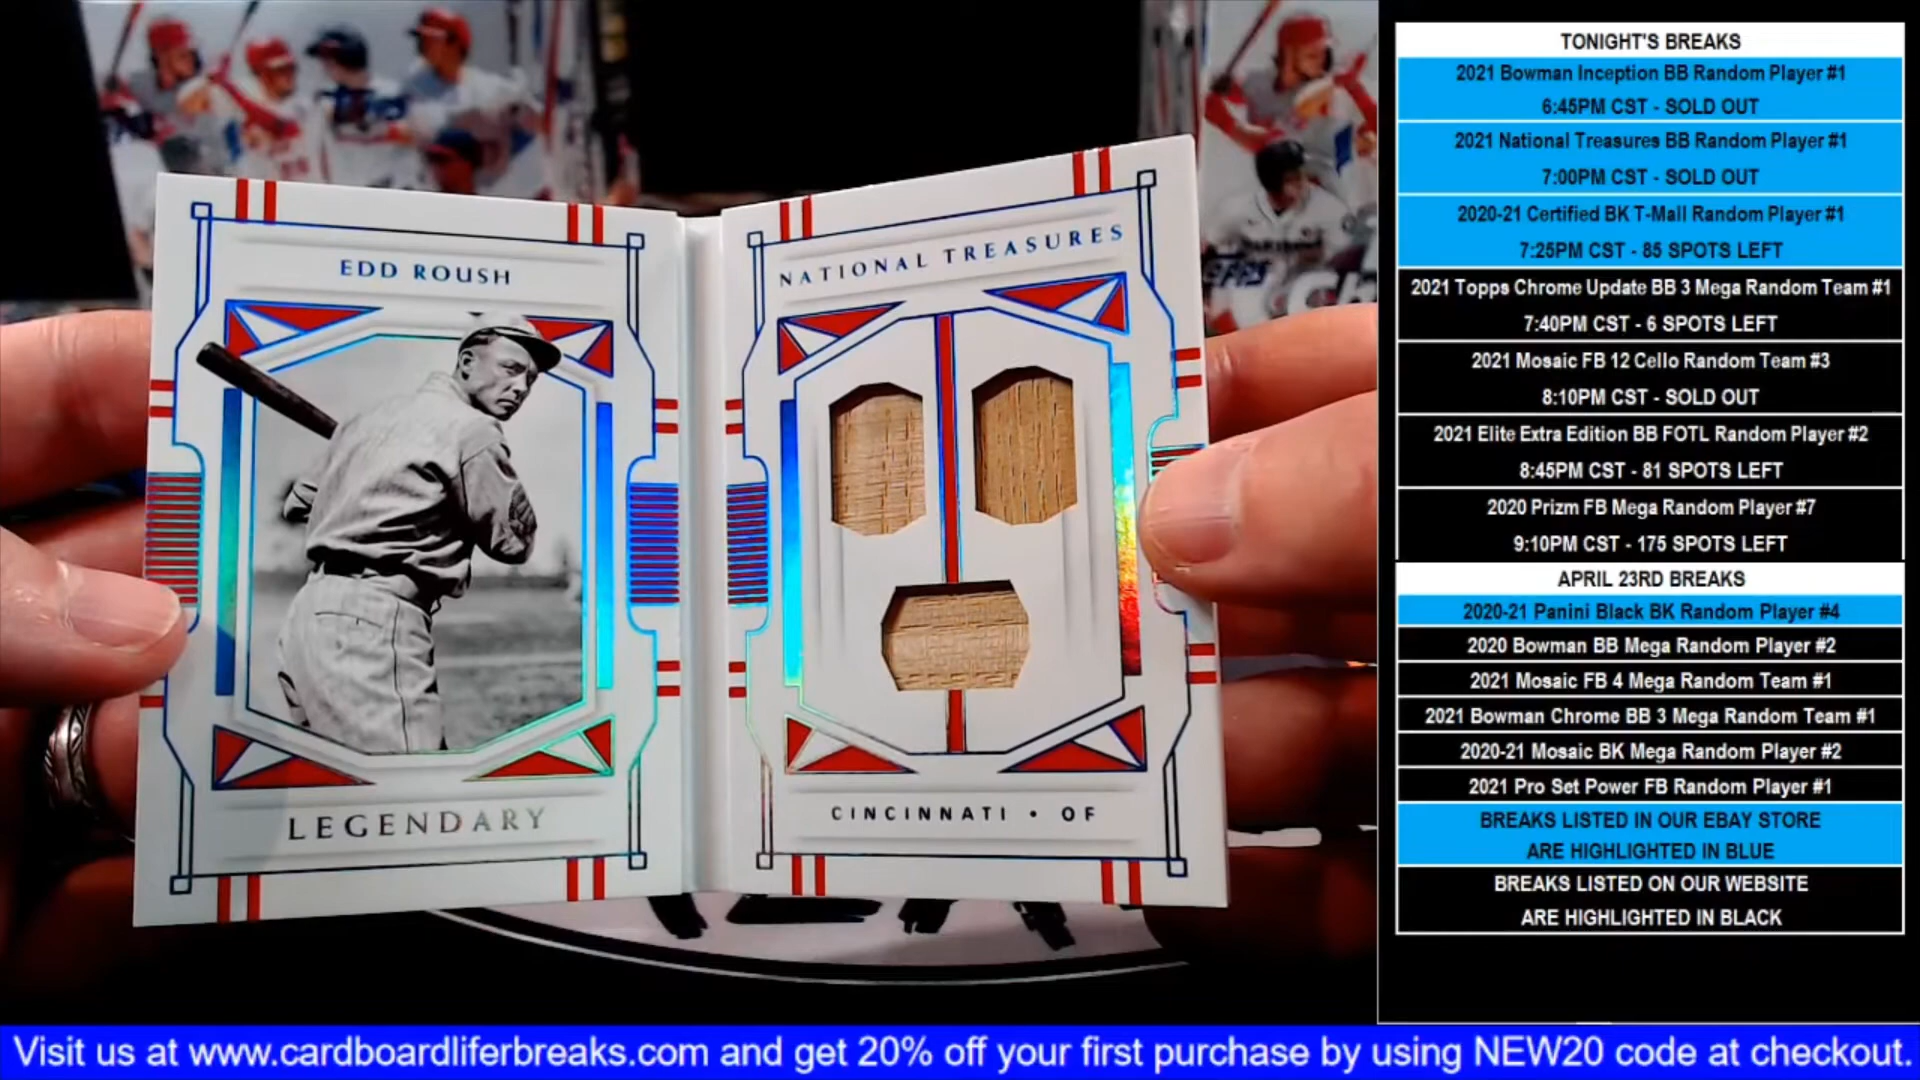 EDD ROUSH
LEGENDARY
NATIONAL TREASURES
CINCINNATI • OF
TONIGHT'S BREAKS
2021 Bowman Inception BB Random Player #1
6:45PM CST - SOLD OUT
2021 National Treasures BB Random Player #1
7:00PM CST - SOLD OUT
2020-21 Certified BK T-Mall Random Player #1
7:25PM CST - 85 SPOTS LEFT
2021 Topps Chrome Update BB 3 Mega Random Team #1
7:40PM CST - 6 SPOTS LEFT
2021 Mosaic FB 12 Cello Random Team #3
8:10PM CST - SOLD OUT
2021 Elite Extra Edition BB FOTL Random Player #2
8:45PM CST - 81 SPOTS LEFT
2020 Prizm FB Mega Random Player #7
9:10PM CST - 175 SPOTS LEFT
APRIL 23RD BREAKS
2020-21 Panini Black BK Random Player #4
2020 Bowman BB Mega Random Player #2
2021 Mosaic FB 4 Mega Random Team #1
2021 Bowman Chrome BB 3 Mega Random Team #1
2020-21 Mosaic BK Mega Random Player #2
2021 Pro Set Power FB Random Player #1
BREAKS LISTED IN OUR EBAY STORE
ARE HIGHLIGHTED IN BLUE
BREAKS LISTED ON OUR WEBSITE
ARE HIGHLIGHTED IN BLACK
Visit us at www.cardboardliferbreaks.com and get 20% off your first purchase by using NEW20 code at checkout.